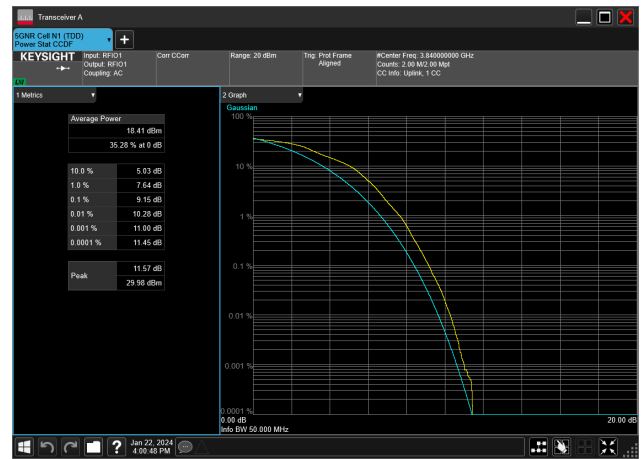 Transceiver A
5GNR Cell N1 (TDD)
Power Stat CCDF
KEYSIGHT
Input: RFIO1
Output: RFIO1
Coupling: AC
Corr CCorr
Range: 20 dBm
Trig: Prot Frame
Aligned
#Center Freq: 3.840000000 GHz
Counts: 2.00 M/2.00 Mpt
CC Info: Uplink, 1 CC
1 Metrics
Average Power
18.41 dBm
35.28 % at 0 dB
10.0 % 5.03 dB
1.0 % 7.64 dB
0.1 % 9.15 dB
0.01 % 10.28 dB
0.001 % 11.00 dB
0.0001 % 11.45 dB
Peak
11.57 dB
29.98 dBm
2 Graph
Gaussian
100 %
10 %
1 %
0.1 %
0.01 %
0.001 %
0.0001 %
0.00 dB
20.00 dB
Info BW 50.000 MHz
Jan 22, 2024
4:00:48 PM